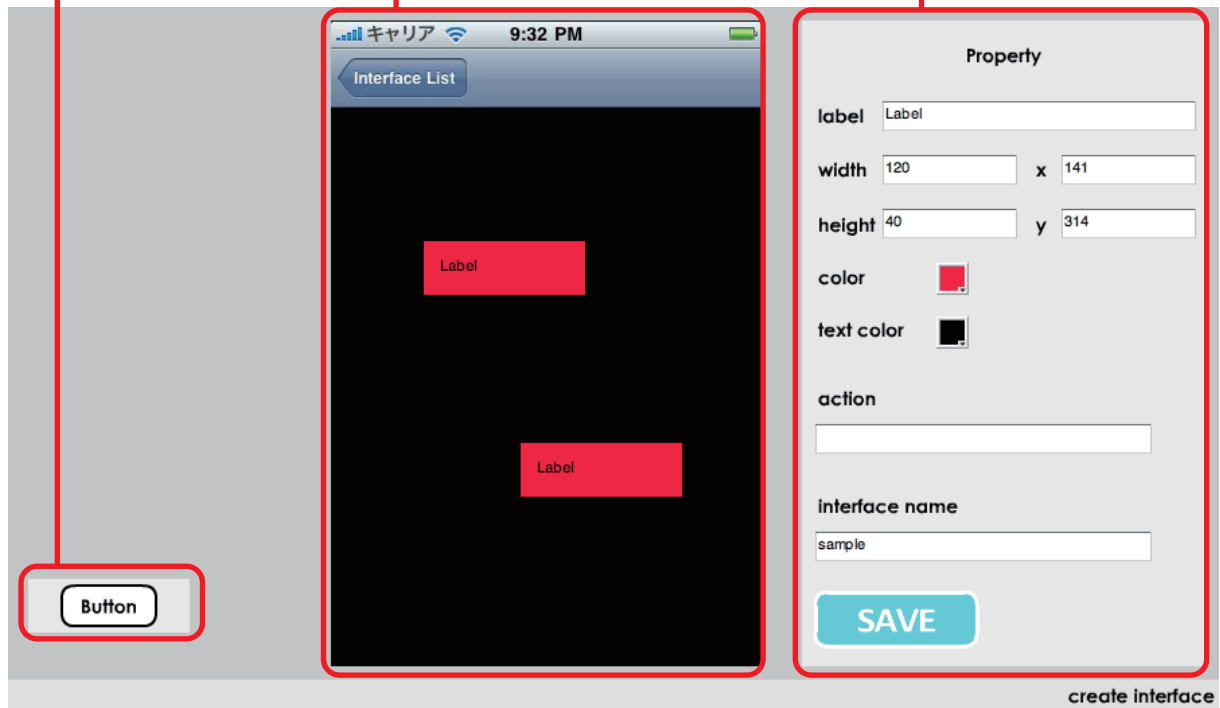 キャリア 9:32 PM
Interface List
Label
Label
Button
Property
label Label
width 120 x 141
height 40 y 314
color
text color
action
interface name
sample
SAVE
create interface